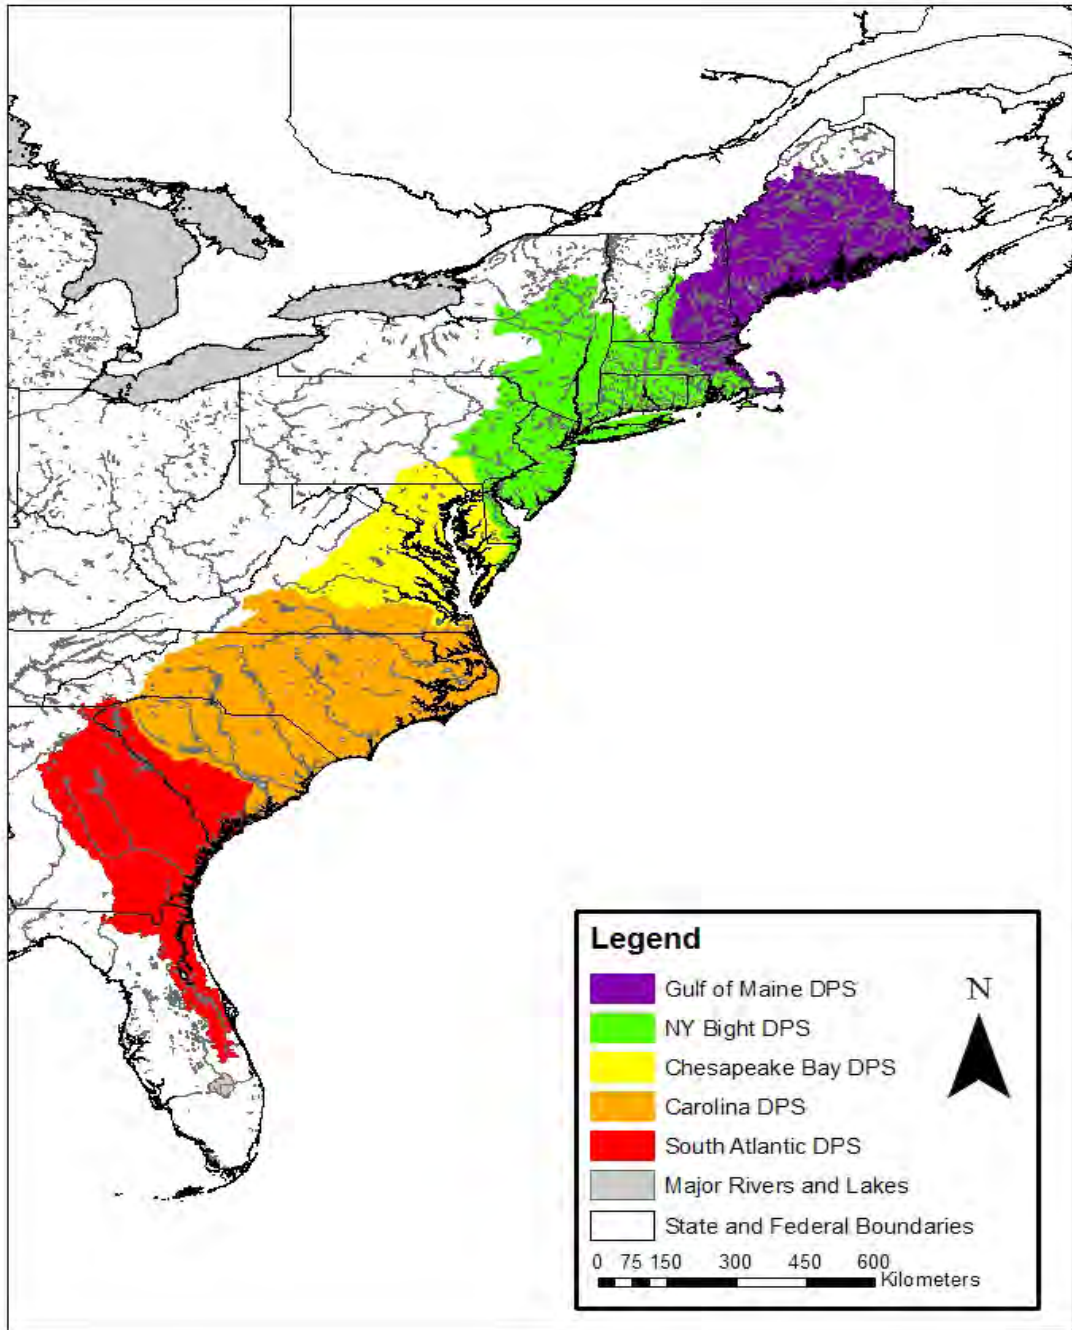 Legend
N
Gulf of Maine DPS
NY Bight DPS
Chesapeake Bay DPS
Carolina DPS
South Atlantic DPS
Major Rivers and Lakes
State and Federal Boundaries
0 75 150 300 450 600
Kilometers